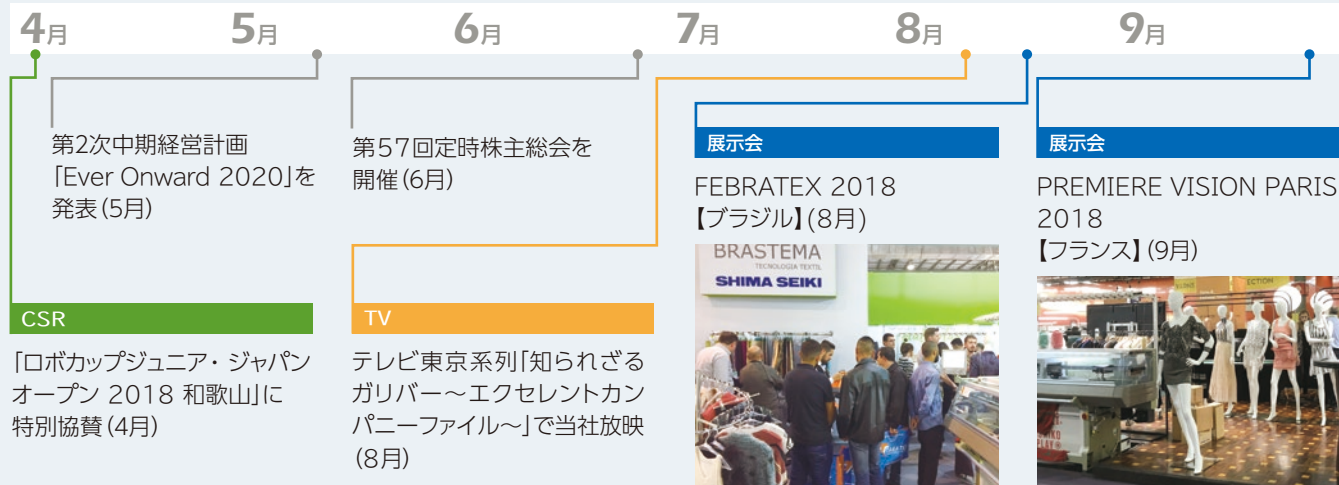 4月 5月 6月 7月 8月 9月
第2次中期経営計画
「Ever Onward 2020」を
発表(5月)
第57回定時株主総会を
開催(6月)
展示会
FEBRATEX 2018
【ブラジル】(8月)
BRASTEMA
TECNOLOGIA TEXTIL
SHIMA SEIKI
展示会
PREMIERE VISION PARIS
2018
【フランス】(9月)
CSR
「ロボカップジュニア・ジャパン
オープン 2018 和歌山」に
特別協賛(4月)
TV
テレビ東京系列「知られざる
ガリバー～エクセレントカン
パニーファイル～」で当社放映
(8月)